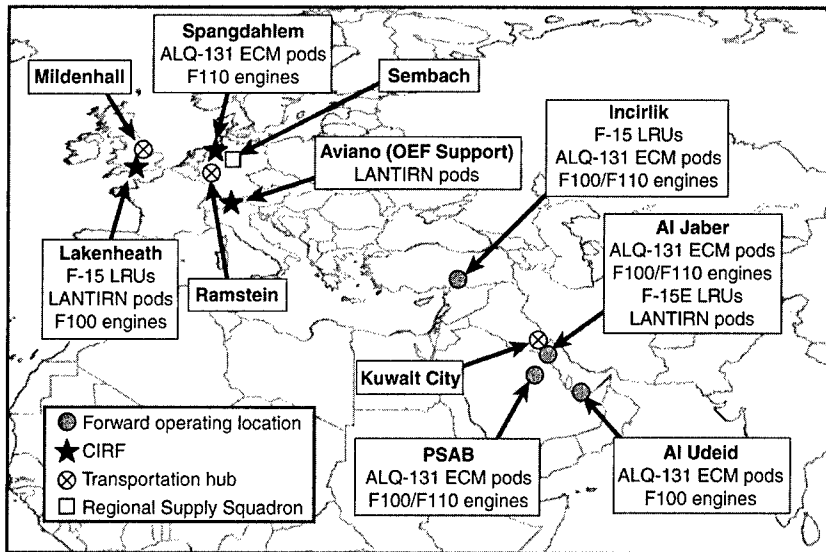 Spangdahlem
ALQ-131 ECM pods
F110 engines
Mildenhall
Sembach
Incirlik
F-15 LRUs
ALQ-131 ECM pods
F100/F110 engines
Aviano (OEF Support)
LANTIRN pods
Lakenheath
F-15 LRUs
LANTIRN pods
F100 engines
Ramstein
Al Jaber
ALQ-131 ECM pods
F100/F110 engines
F-15E LRUs
LANTIRN pods
Kuwait City
Forward operating location
CIRF
Transportation hub
Regional Supply Squadron
PSAB
ALQ-131 ECM pods
F100/F110 engines
Al Udeid
ALQ-131 ECM pods
F100 engines